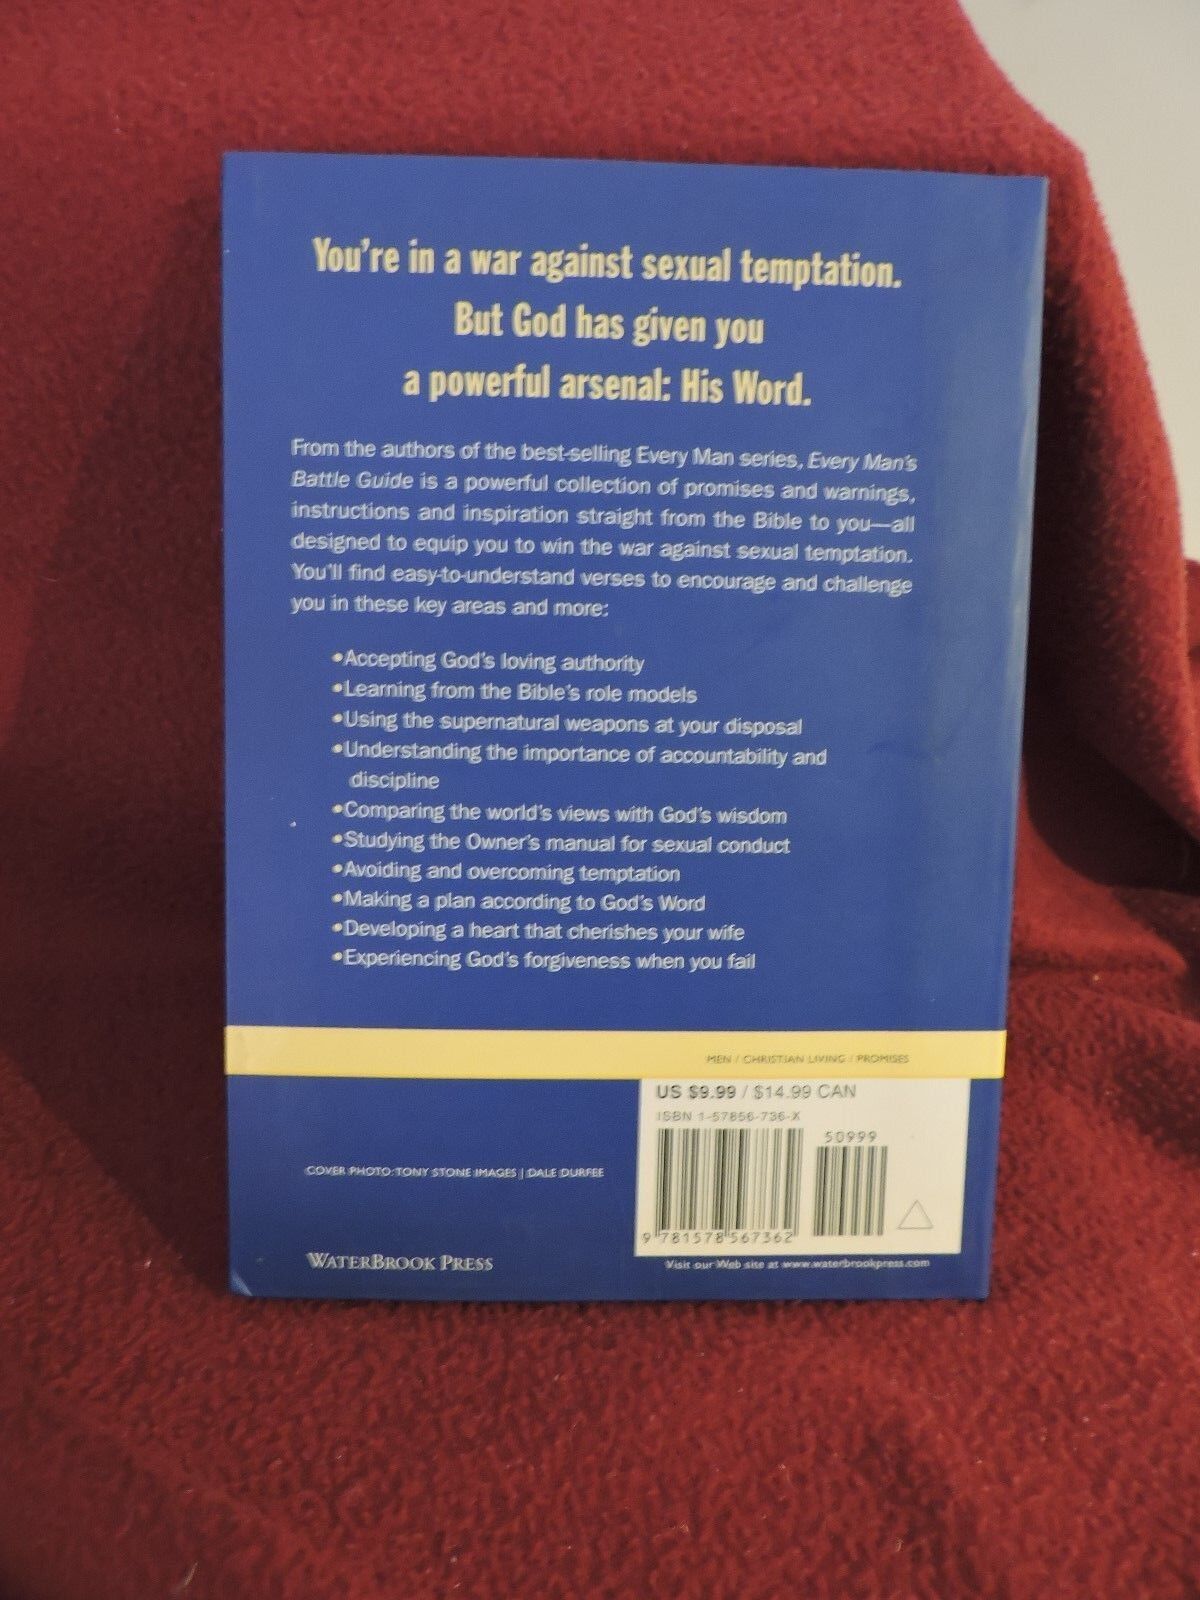 You're in a war against sexual temptation.
But God has given you
a powerful arsenal: His Word.
From the authors of the best-selling Every Man series, Every Man's
Battle Guide is a powerful collection of promises and warnings,
instructions and inspiration straight from the Bible to you—all
designed to equip you to win the war against sexual temptation.
You'll find easy-to-understand verses to encourage and challenge
you in these key areas and more:
•Accepting God's loving authority
•Learning from the Bible's role models
•Using the supernatural weapons at your disposal
•Understanding the importance of accountability and
discipline
•Comparing the world's views with God's wisdom
•Studying the Owner's manual for sexual conduct
•Avoiding and overcoming temptation
•Making a plan according to God's Word
•Developing a heart that cherishes your wife
•Experiencing God's forgiveness when you fail
MEN / CHRISTIAN LIVING / PROMISES
US $9.99 / $14.99 CAN
ISBN 1-57856-736-X
50999
9 781578 567362
COVER PHOTO: TONY STONE IMAGES | DALE DURFEE
WATERBROOK PRESS
Visit our Web site at www.waterbrookpress.com